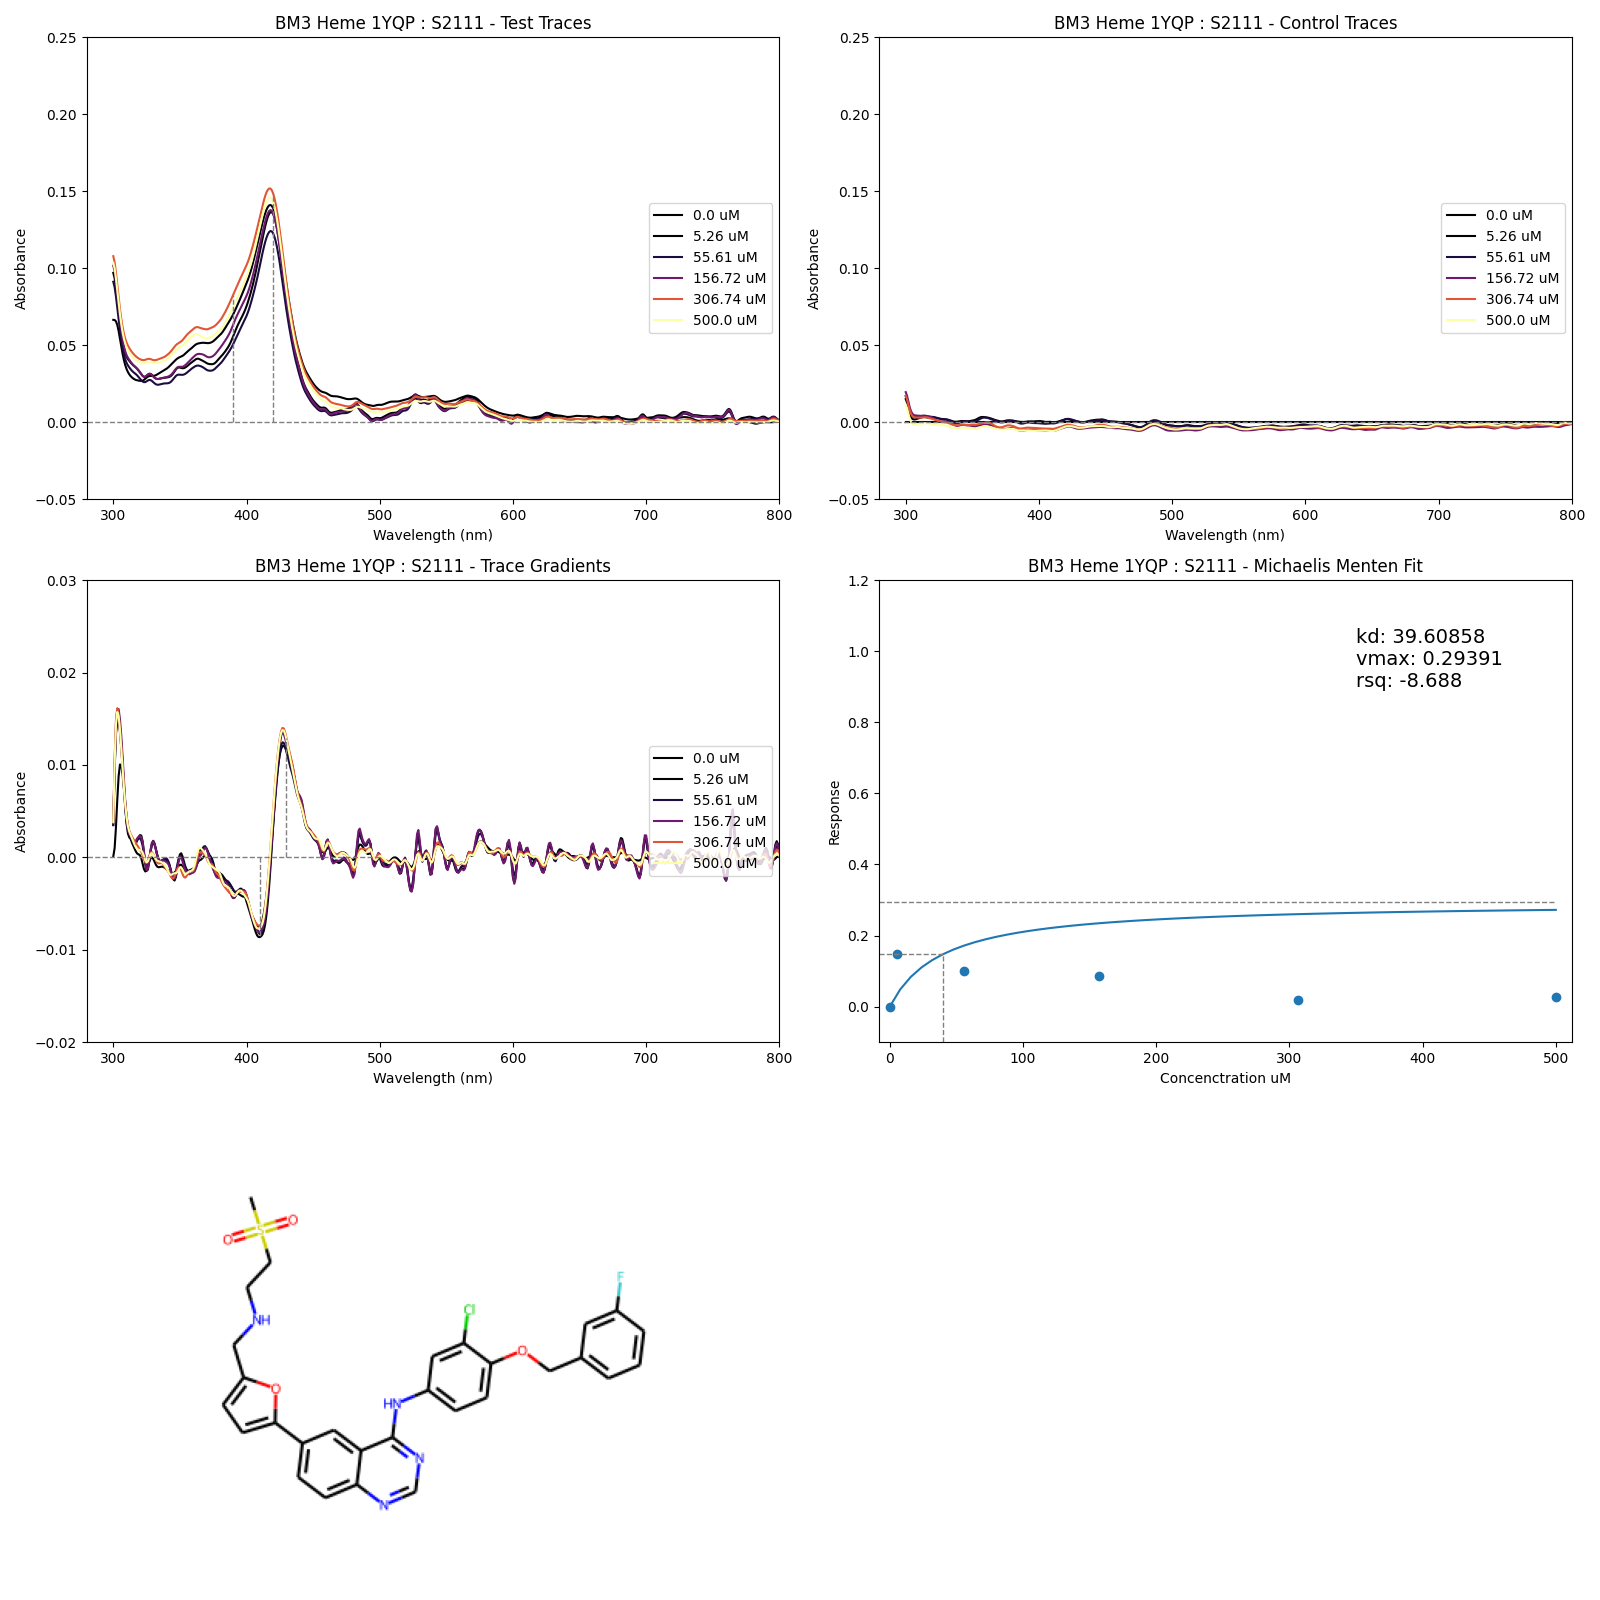 BM3 Heme 1YQP : S2111 - Test Traces
0.25
0.20
0.15
0.10
0.05
0.00
−0.05
Absorbance
300 400 500 600 700 800
Wavelength (nm)
0.0 uM
5.26 uM
55.61 uM
156.72 uM
306.74 uM
500.0 uM
BM3 Heme 1YQP : S2111 - Control Traces
0.25
0.20
0.15
0.10
0.05
0.00
−0.05
Absorbance
300 400 500 600 700 800
Wavelength (nm)
0.0 uM
5.26 uM
55.61 uM
156.72 uM
306.74 uM
500.0 uM
BM3 Heme 1YQP : S2111 - Trace Gradients
0.03
0.02
0.01
0.00
−0.01
−0.02
Absorbance
300 400 500 600 700 800
Wavelength (nm)
0.0 uM
5.26 uM
55.61 uM
156.72 uM
306.74 uM
500.0 uM
BM3 Heme 1YQP : S2111 - Michaelis Menten Fit
1.2
1.0
0.8
0.6
0.4
0.2
0.0
Response
0 100 200 300 400 500
Concenctration uM
kd: 39.60858
vmax: 0.29391
rsq: -8.688
O
S
O
NH
O
Cl
F
O
HN
N
N